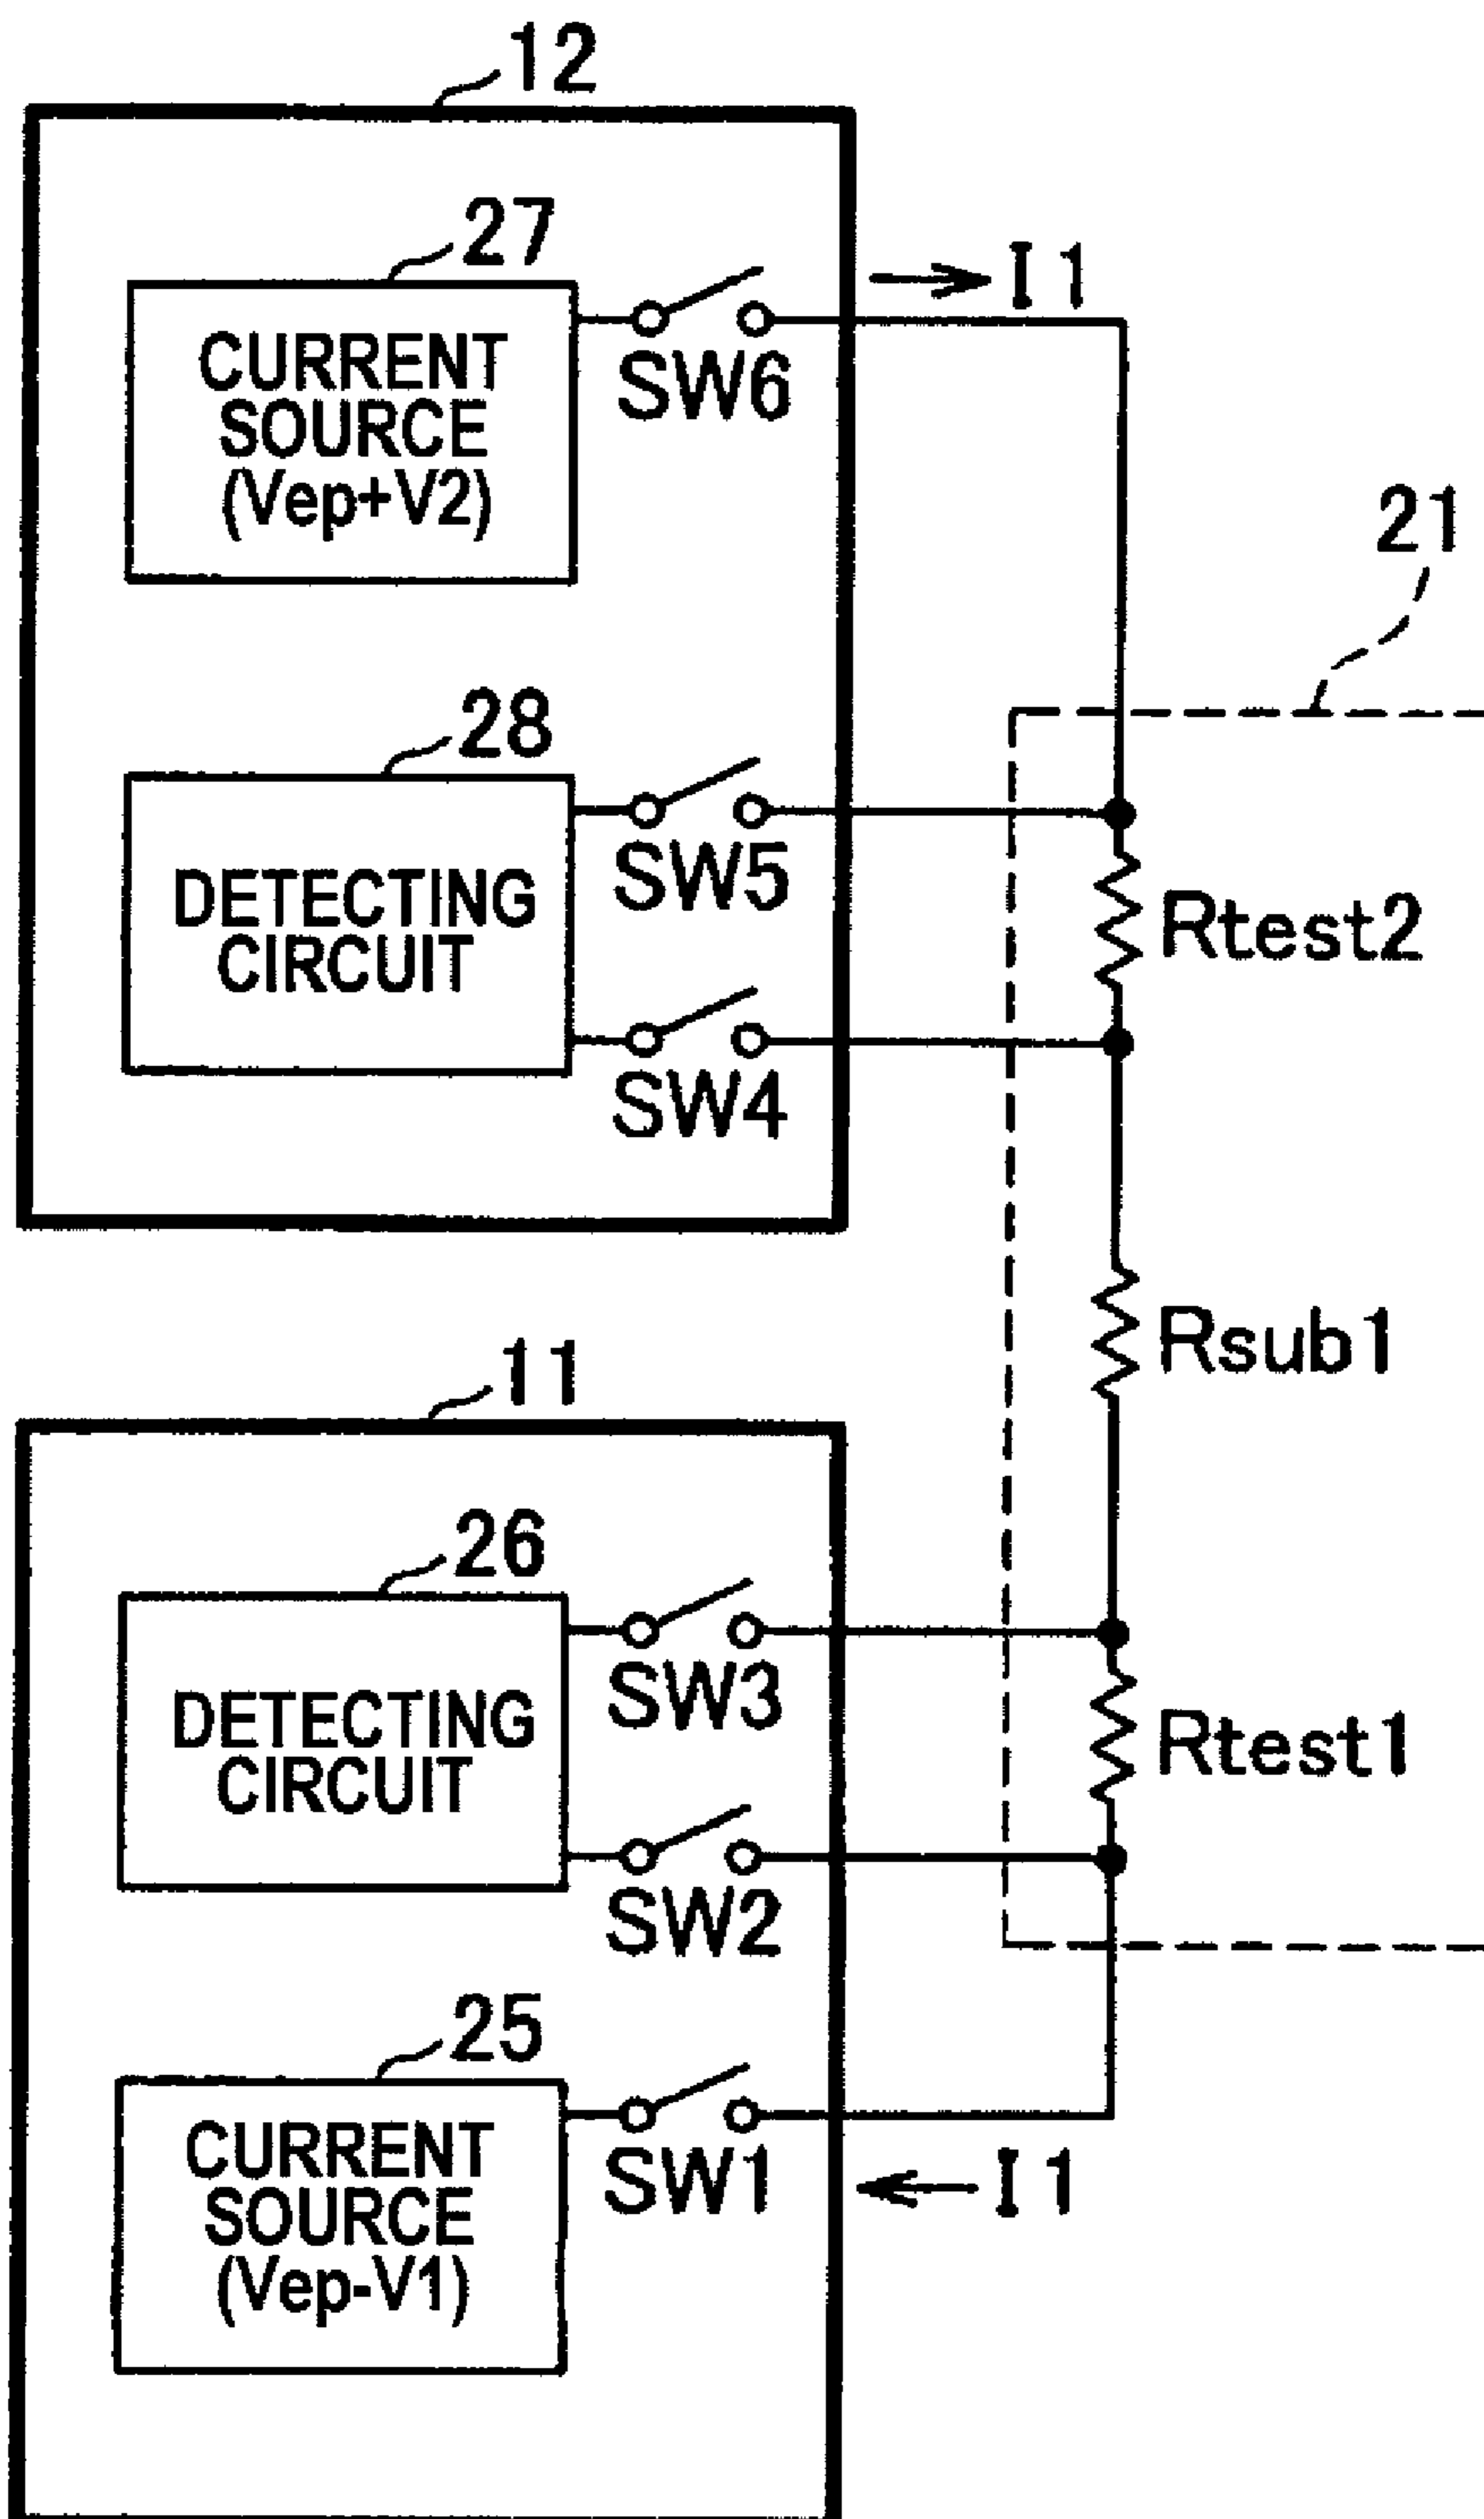 12
27
I1
CURRENT
SOURCE
(Vep+V2)
SW6
21
28
DETECTING
CIRCUIT
SW5
Rtest2
SW4
Rsub1
11
26
DETECTING
CIRCUIT
SW3
Rtest1
SW2
25
CURRENT
SOURCE
(Vep-V1)
SW1
I1